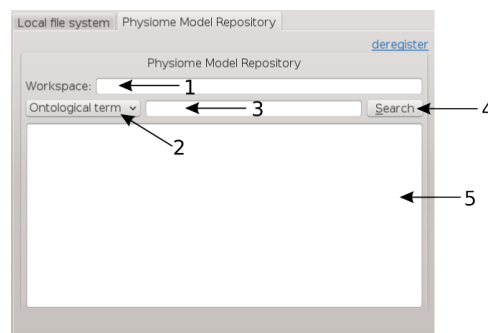 Local file system Physiome Model Repository
deregister
Physiome Model Repository
Workspace: 1
Ontological term 3 Search 4
2
5